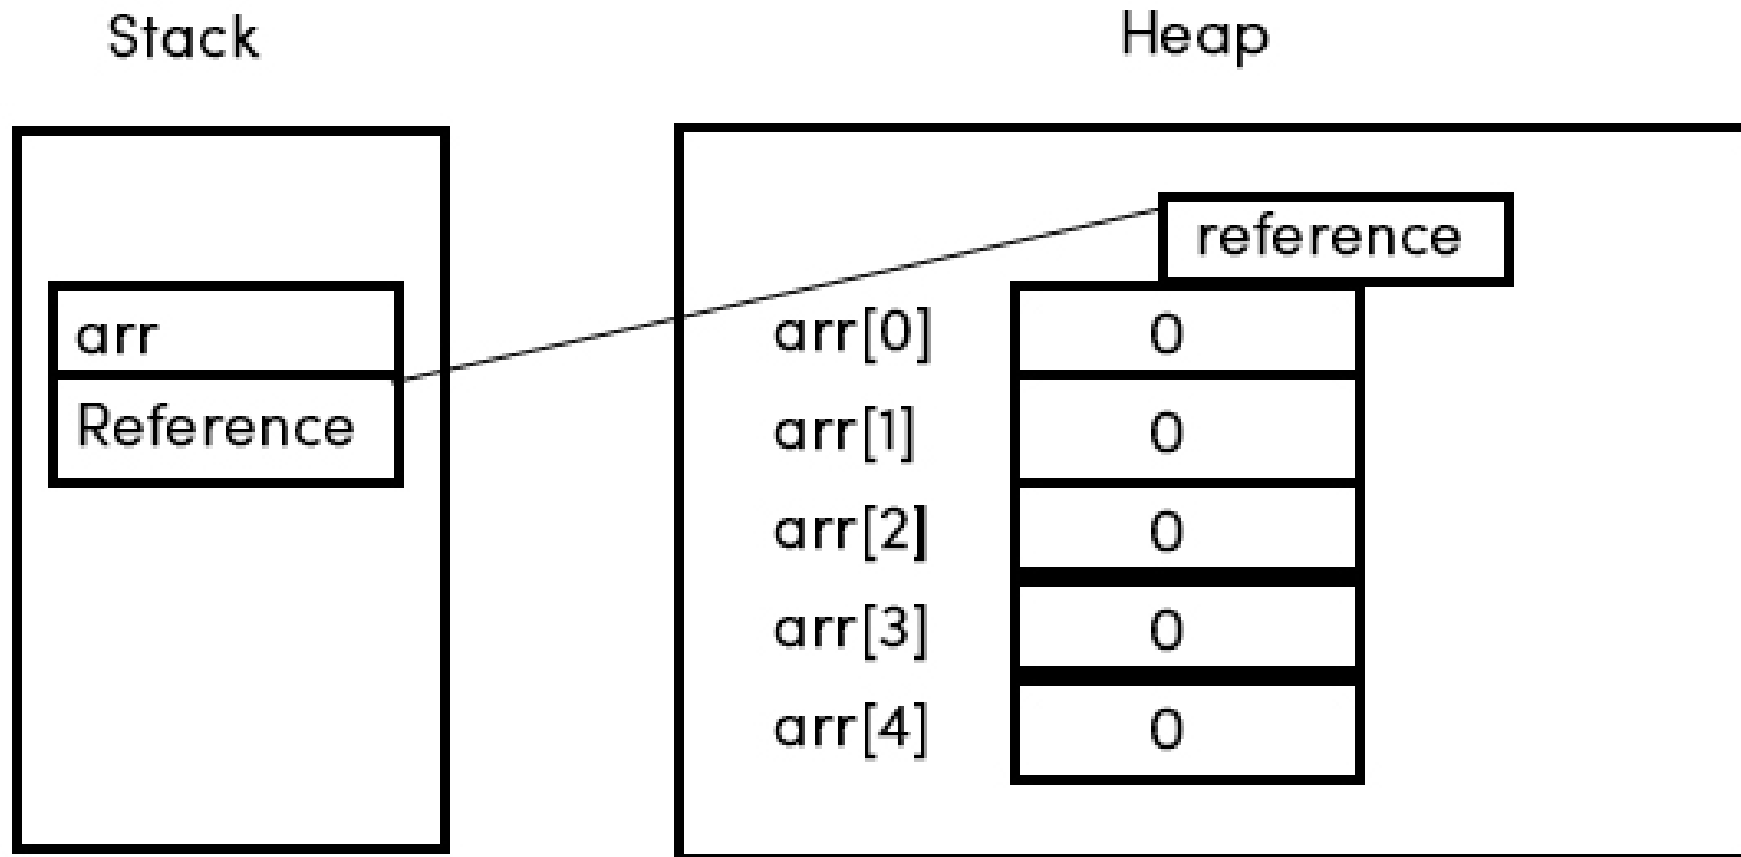 Stack
Heap
arr
Reference
reference
arr[0] 0
arr[1] 0
arr[2] 0
arr[3] 0
arr[4] 0